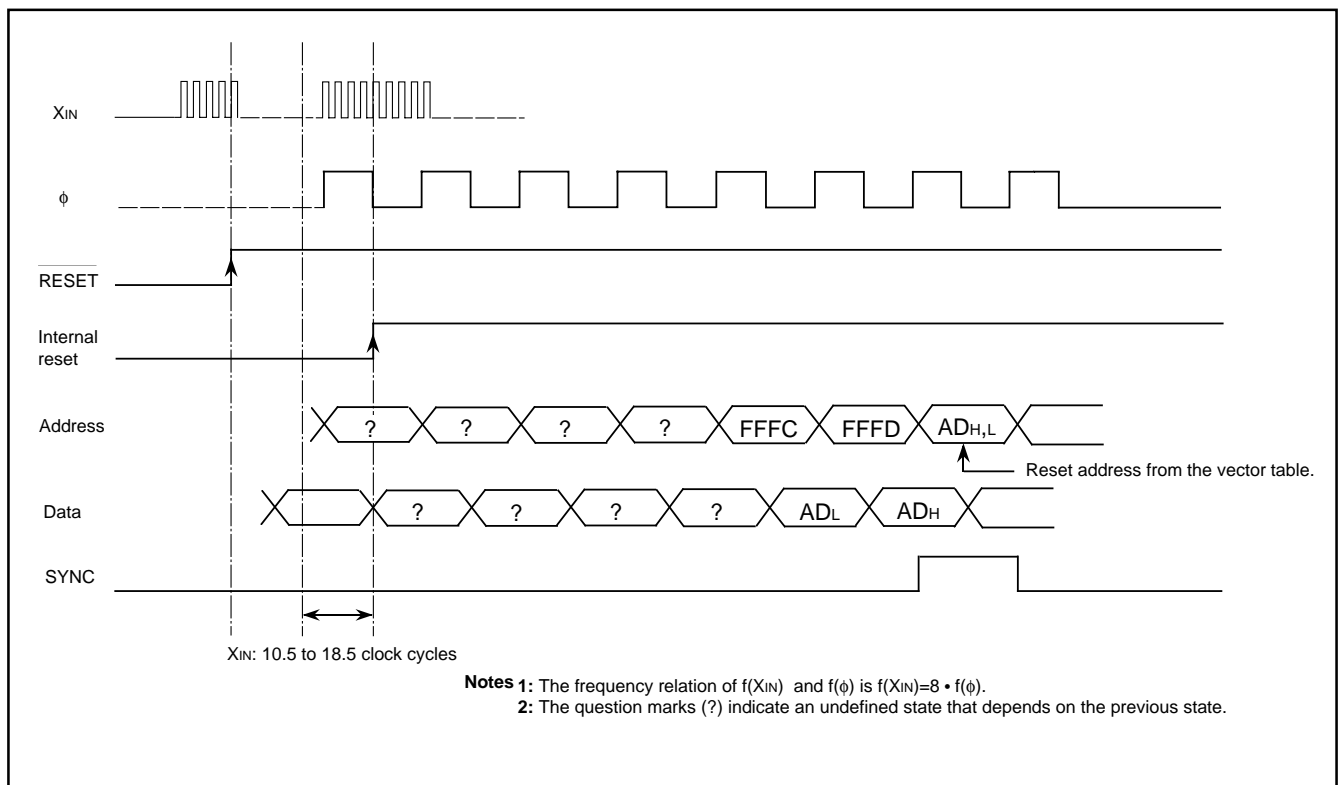 XIN
ϕ
RESET
Internal
reset
Address
? ? ? ? FFFC FFFD ADH,L
Reset address from the vector table.
Data
? ? ? ? ADL ADH
SYNC
XIN: 10.5 to 18.5 clock cycles
Notes 1: The frequency relation of f(XIN) and f(ϕ) is f(XIN)=8 • f(ϕ).
2: The question marks (?) indicate an undefined state that depends on the previous state.